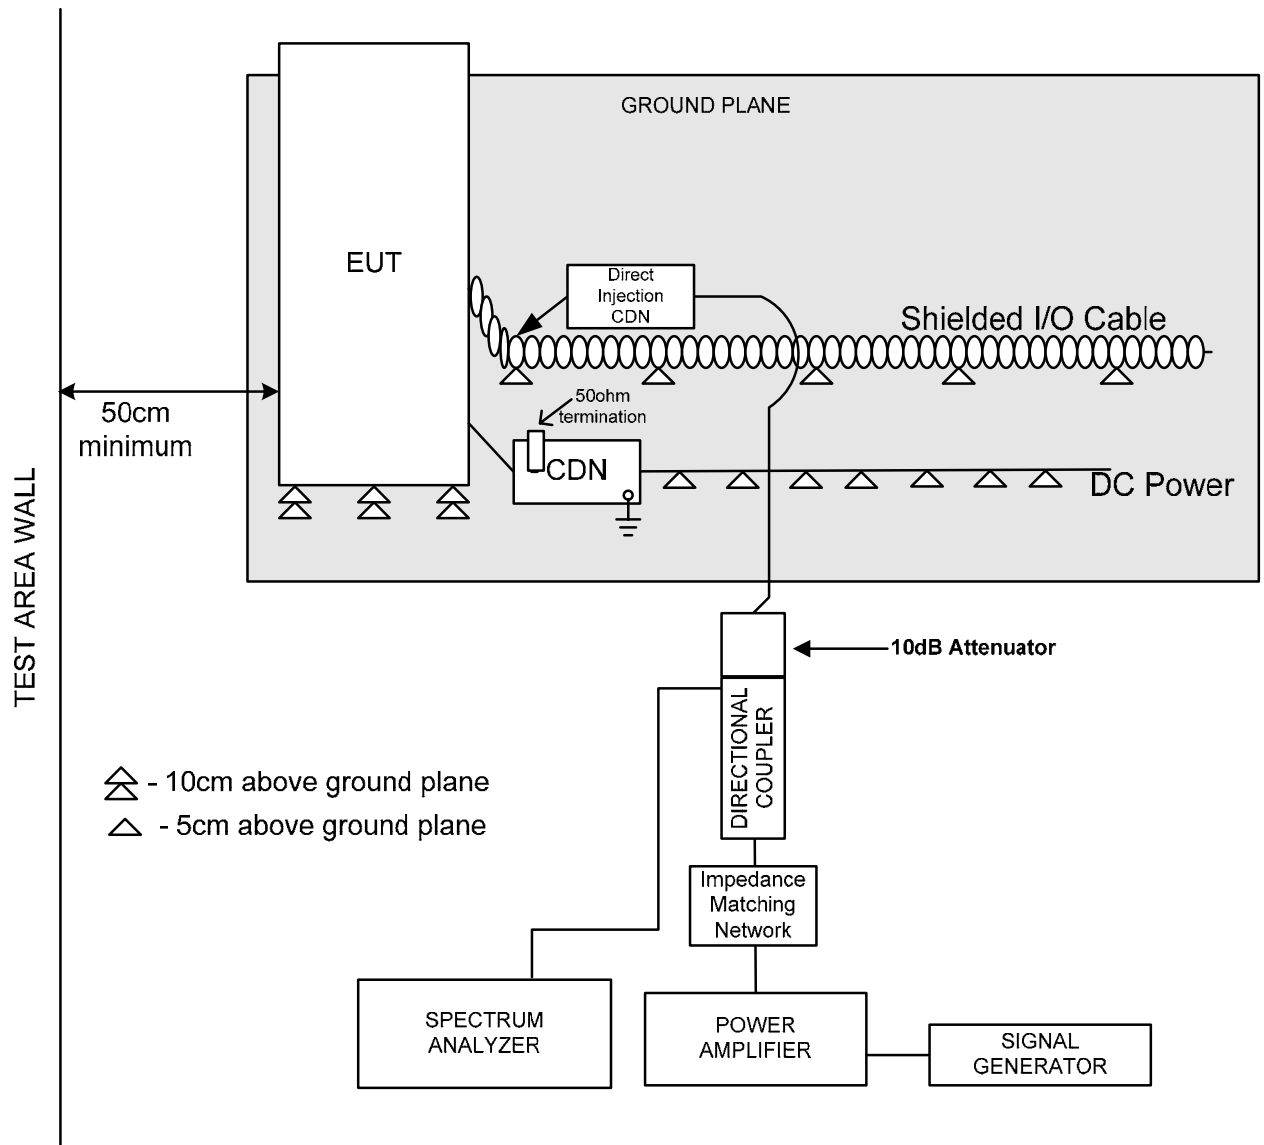 GROUND PLANE
EUT
Direct
Injection
CDN
Shielded I/O Cable
50cm
minimum
50ohm
termination
CDN
DC Power
TEST AREA WALL
10dB Attenuator
DIRECTIONAL
COUPLER
- 10cm above ground plane
- 5cm above ground plane
Impedance
Matching
Network
SPECTRUM
ANALYZER
POWER
AMPLIFIER
SIGNAL
GENERATOR